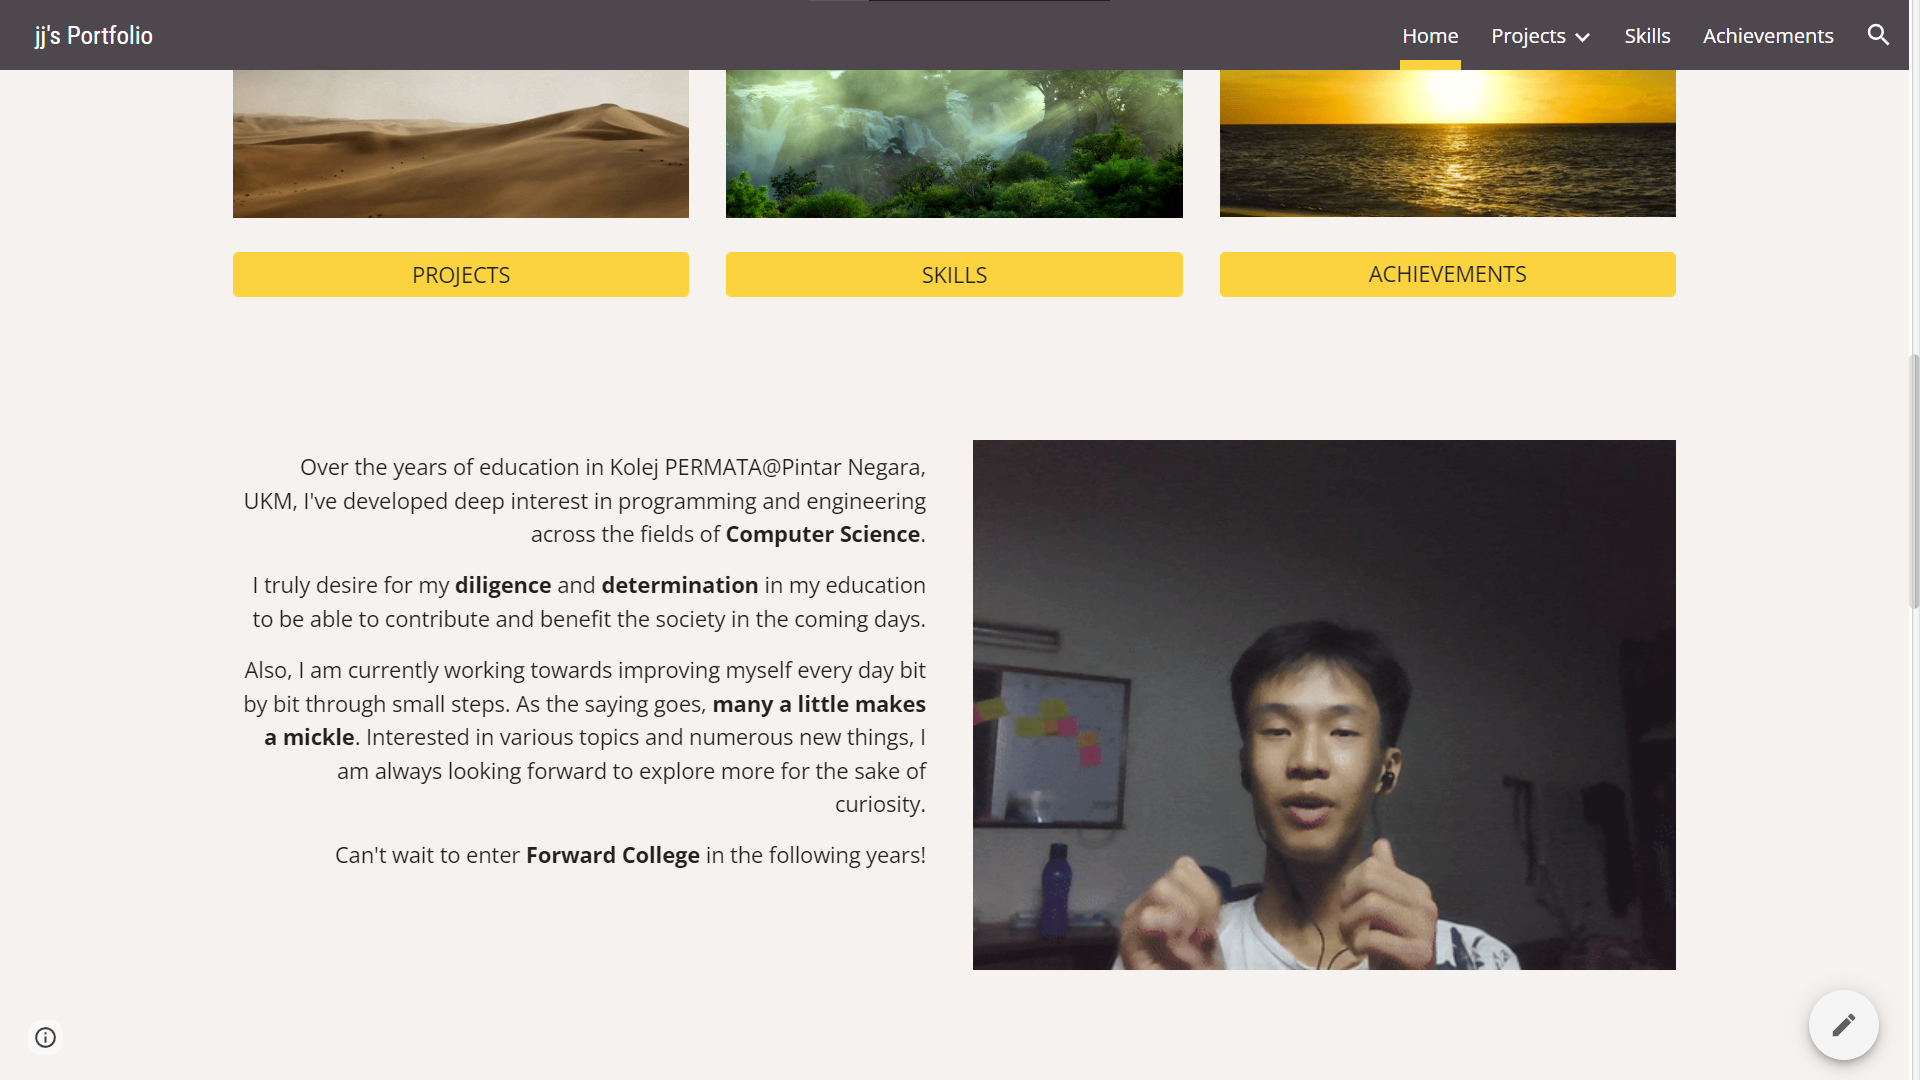 jj's Portfolio
Home
Projects
Skills
Achievements
PROJECTS
SKILLS
ACHIEVEMENTS
Over the years of education in Kolej PERMATA@Pintar Negara,
UKM, I've developed deep interest in programming and engineering
across the fields of Computer Science.
I truly desire for my diligence and determination in my education
to be able to contribute and benefit the society in the coming days.
Also, I am currently working towards improving myself every day bit
by bit through small steps. As the saying goes, many a little makes
a mickle. Interested in various topics and numerous new things, I
am always looking forward to explore more for the sake of
curiosity.
Can't wait to enter Forward College in the following years!